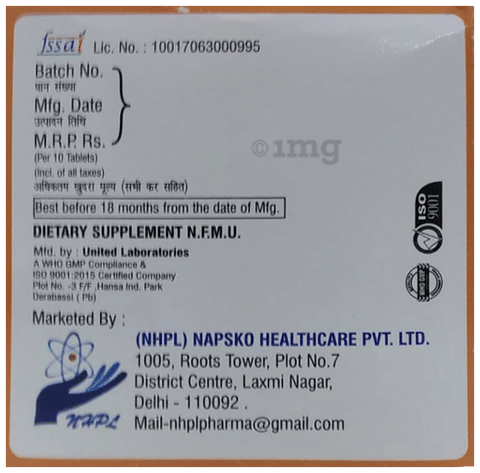 fssai Lic. No. : 10017063000995
Batch No.
पान संख्या
Mfg. Date
उत्पादन तिथि
M.R.P. Rs.
(Per 10 Tablets)
(Incl. of all taxes)
अधिकतम खुदरा मूल्य (सभी कर सहित)
©1mg
Best before 18 months from the date of Mfg.
ISO 9001
DIETARY SUPPLEMENT N.F.M.U.
Mfd. by : United Laboratories
A WHO GMP Compliance &
ISO 9001:2015 Certified Company
Plot No. -3 F/F ,Hansa Ind. Park
Derabassi ( Pb)
WHO-GMP
Marketed By :
(NHPL) NAPSKO HEALTHCARE PVT. LTD.
1005, Roots Tower, Plot No.7
District Centre, Laxmi Nagar,
Delhi - 110092 .
Mail-nhplpharma@gmail.com
NHPL